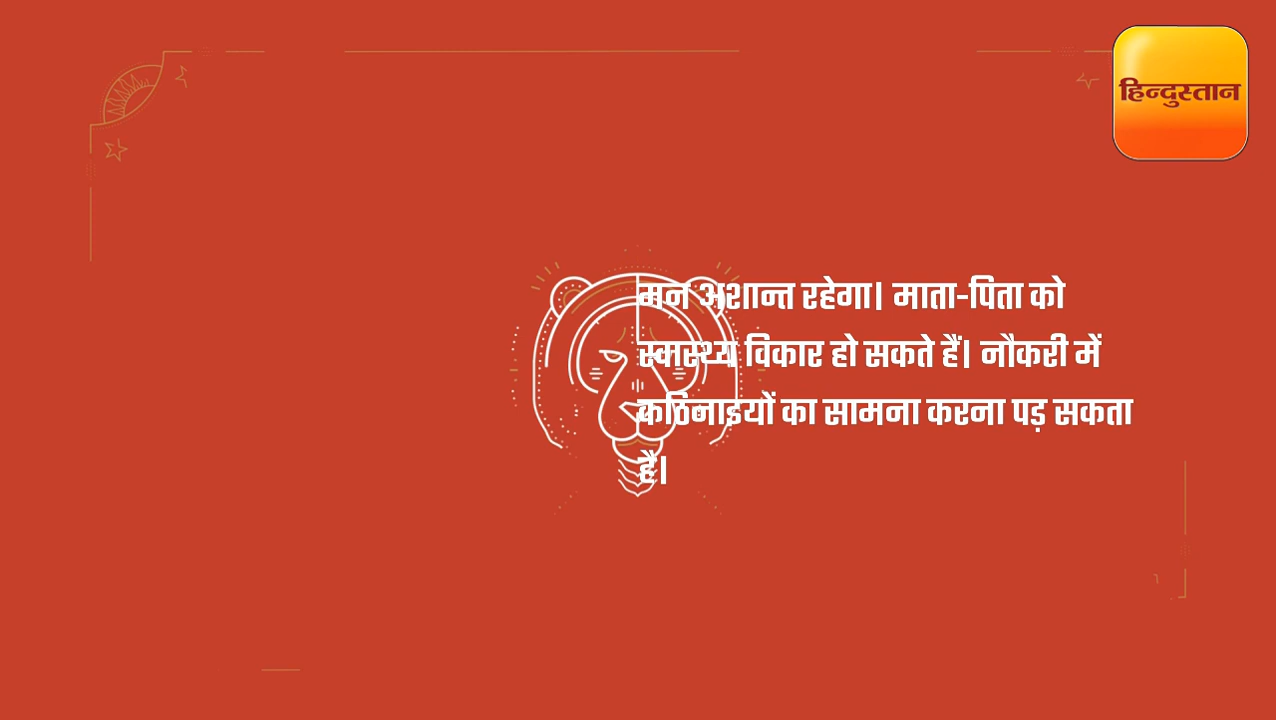 हिन्दुस्तान
मन अशान्त रहेगा। माता-पिता को
स्वास्थ्य विकार हो सकते हैं। नौकरी में
कठिनाइयों का सामना करना पड़ सकता
है।